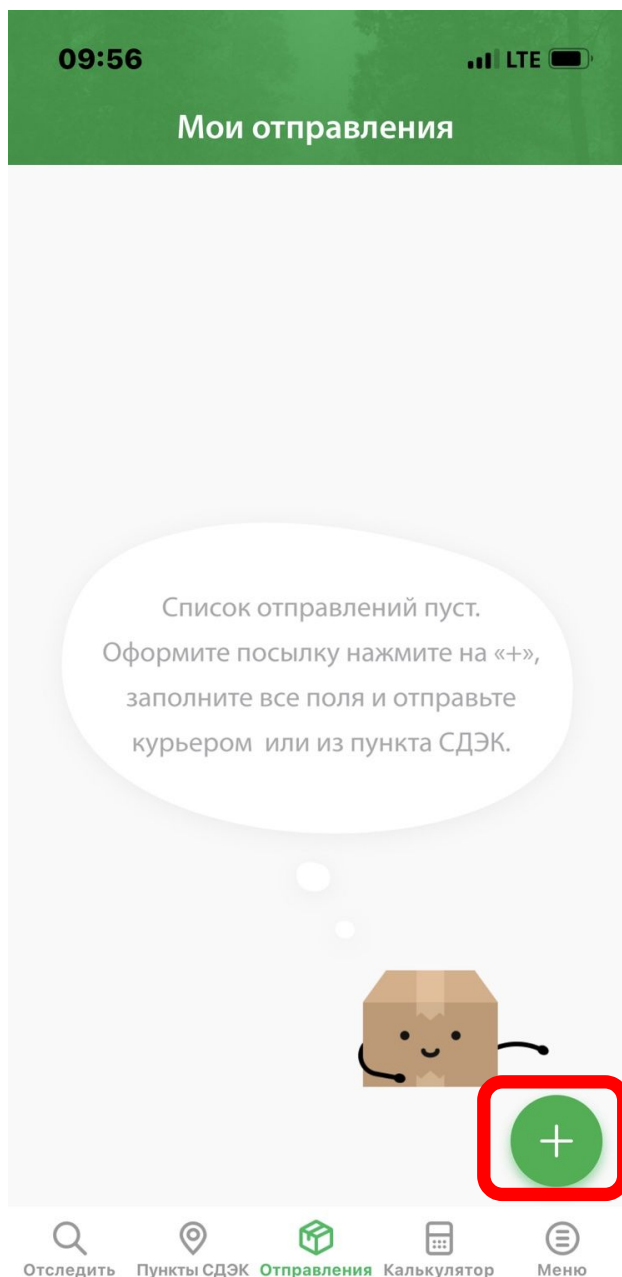 09:56 LTE
Мои отправления
Список отправлений пуст.
Оформите посылку нажмите на «+»,
заполните все поля и отправьте
курьером или из пункта СДЭК.
+
Отследить Пункты СДЭК Отправления Калькулятор Меню